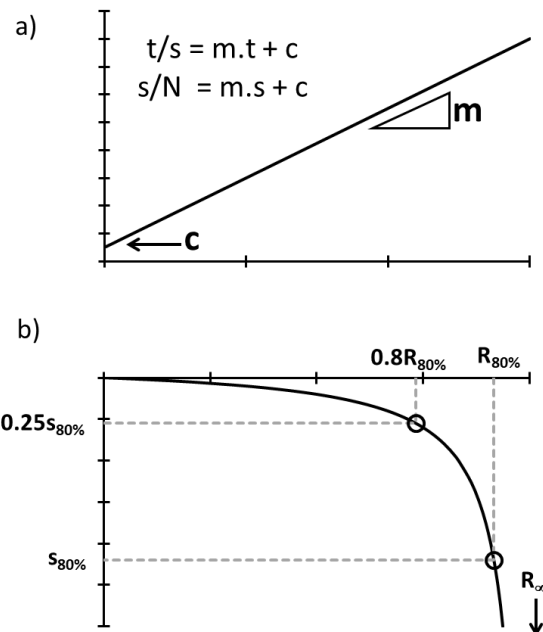 a)
t/s = m.t + c
s/N = m.s + c
m
c
b)
0.8R80% R80%
0.25s80%
s80%
R∞